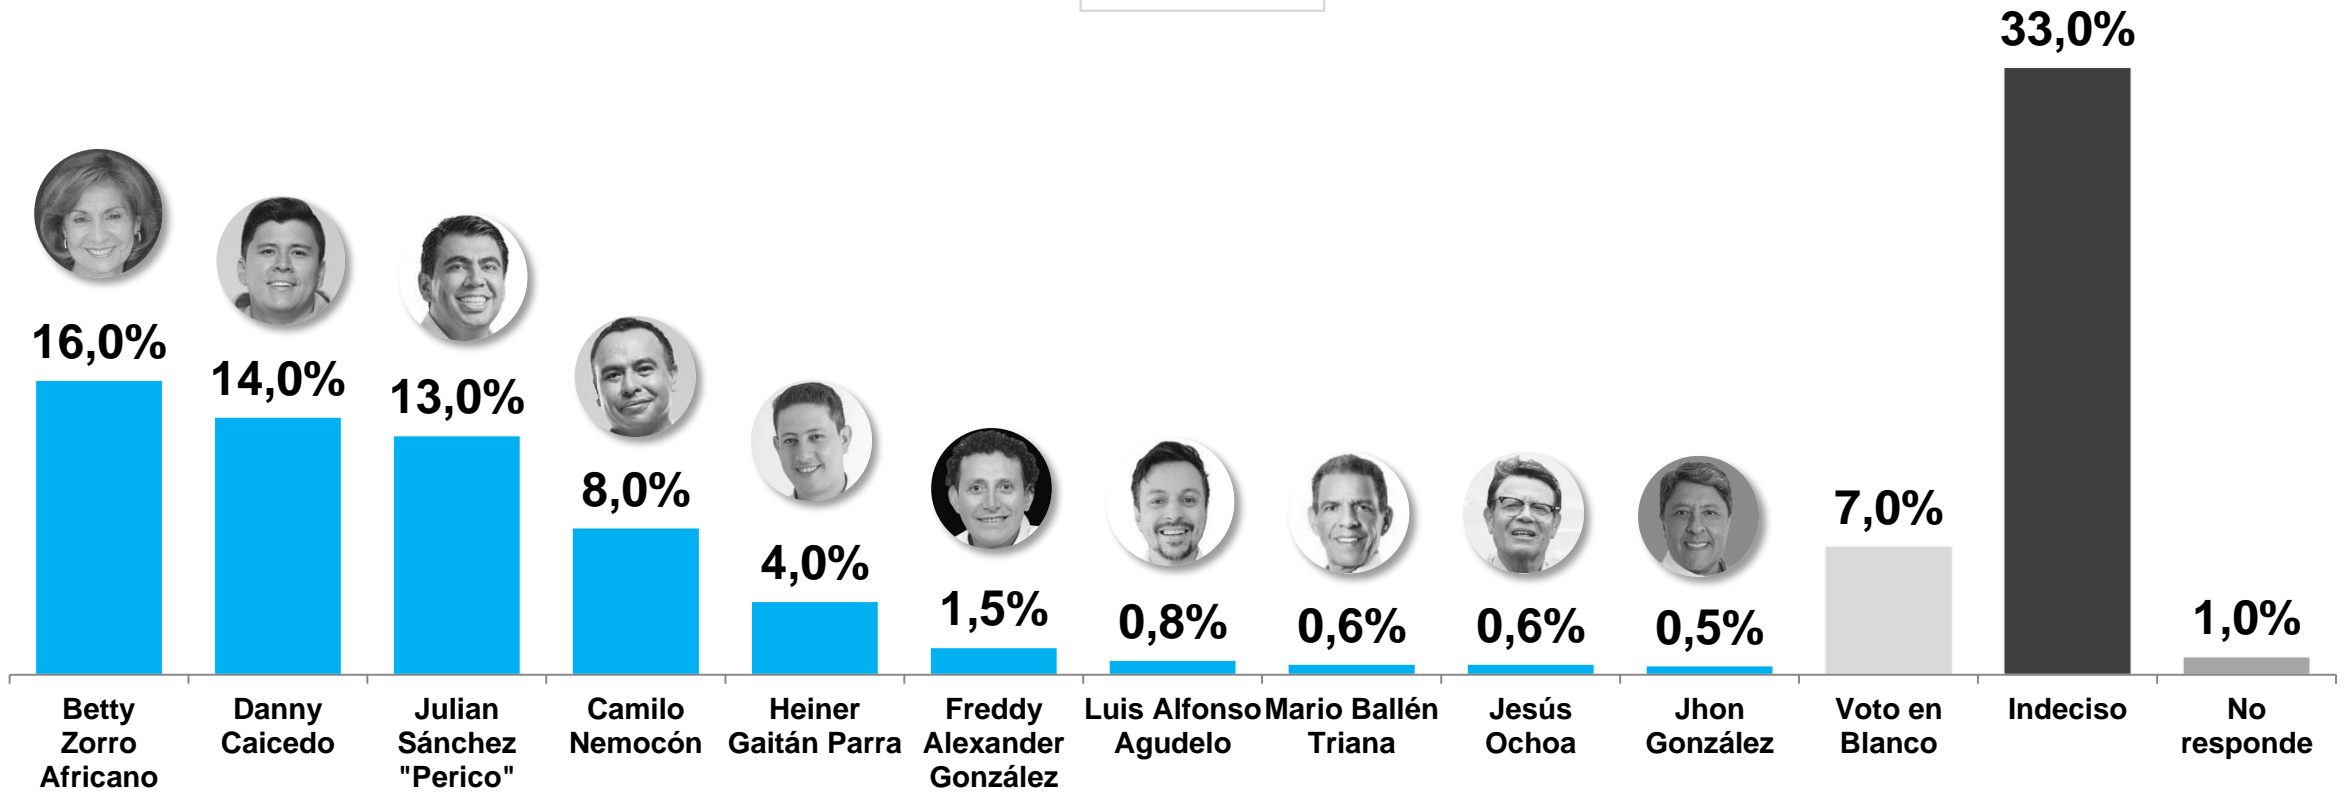 33,0%
16,0%
14,0%
13,0%
8,0%
4,0%
1,5%
0,8%
0,6%
0,6%
0,5%
7,0%
1,0%
Betty
Zorro
Africano
Danny
Caicedo
Julian
Sánchez
"Perico"
Camilo
Nemocón
Heiner
Gaitán Parra
Freddy
Alexander
González
Luis Alfonso
Agudelo
Mario Ballén
Triana
Jesús
Ochoa
Jhon
González
Voto en
Blanco
Indeciso
No
responde